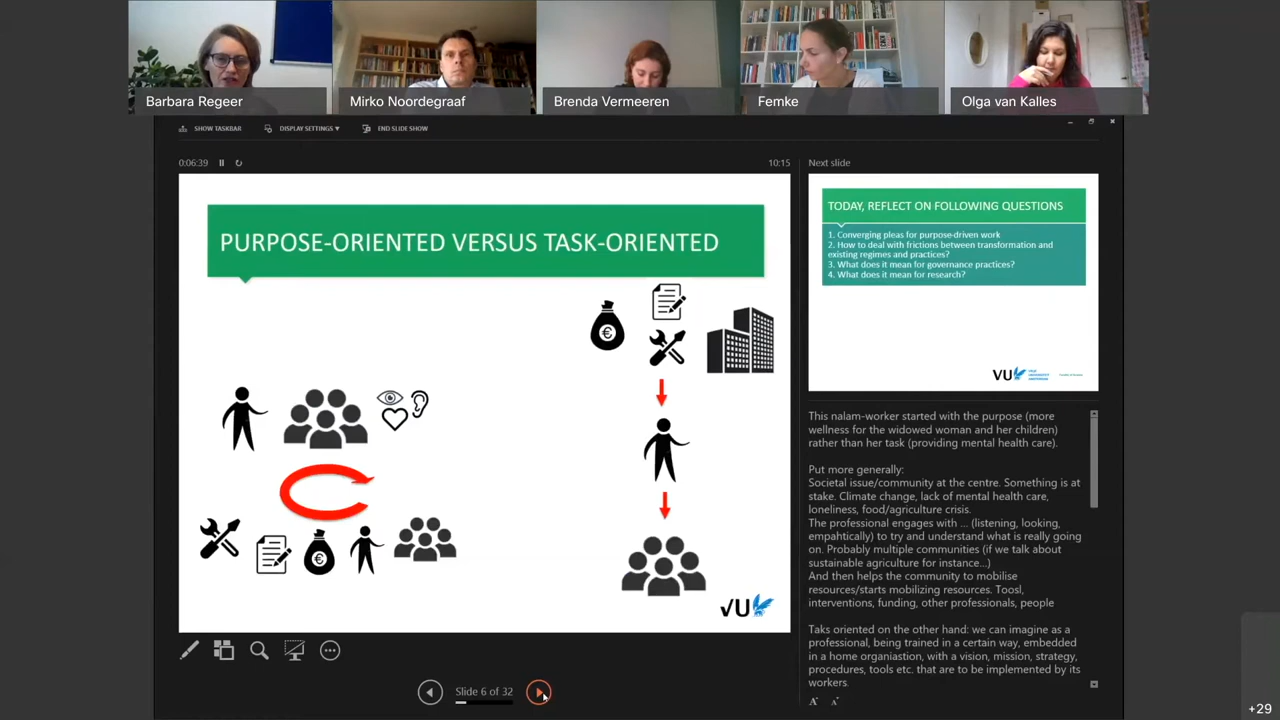 Barbara Regeer
Mirko Noordegraaf
Brenda Vermeeren
Femke
Olga van Kalles
SHOW TASKBAR
DISPLAY SETTINGS ▾
END SLIDE SHOW
0:06:39
10:15
PURPOSE-ORIENTED VERSUS TASK-ORIENTED
€
€
VU
Slide 6 of 32
Next slide
TODAY, REFLECT ON FOLLOWING QUESTIONS
1. Converging pleas for purpose-driven work
2. How to deal with frictions between transformation and
existing regimes and practices?
3. What does it mean for governance practices?
4. What does it mean for research?
VU
This nalam-worker started with the purpose (more
wellness for the widowed woman and her children)
rather than her task (providing mental health care).
Put more generally:
Societal issue/community at the centre. Something is at
stake. Climate change, lack of mental health care,
loneliness, food/agriculture crisis.
The professional engages with ... (listening, looking,
empahtically) to try and understand what is really going
on. Probably multiple communities (if we talk about
sustainable agriculture for instance...)
And then helps the community to mobilise
resources/starts mobilizing resources. Toosl,
interventions, funding, other professionals, people
Taks oriented on the other hand: we can imagine as a
professional, being trained in a certain way, embedded
in a home organiastion, with a vision, mission, strategy,
procedures, tools etc. that are to be implemented by its
workers.
A A
+29